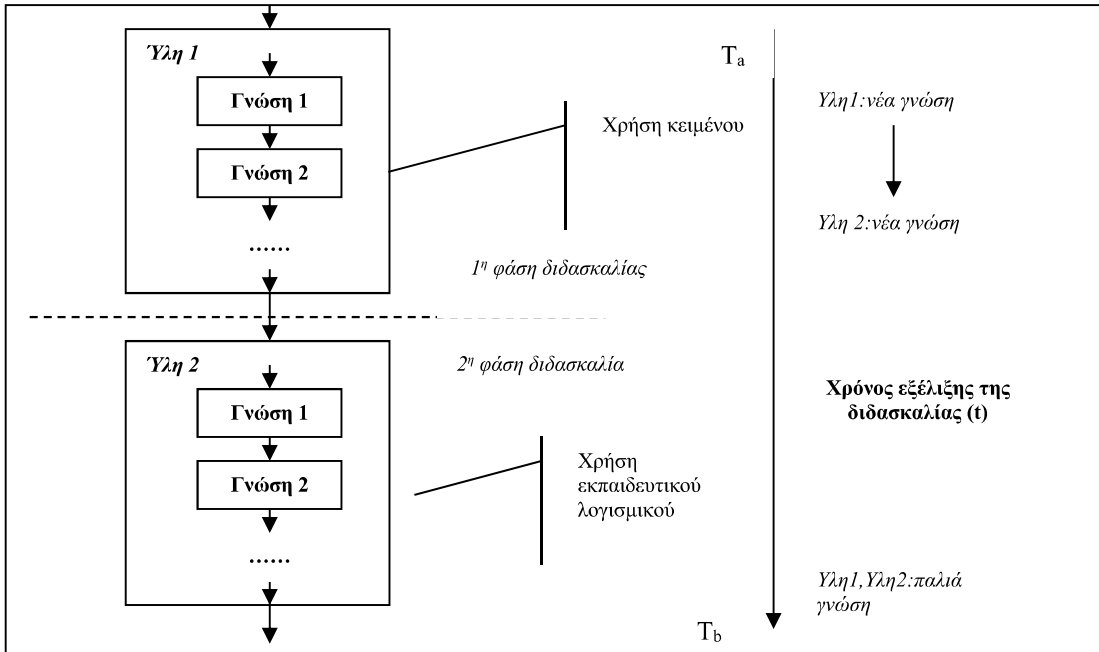 Ύλη 1
Γνώση 1
Γνώση 2
......
Χρήση κειμένου
1η φάση διδασκαλίας
Ta
Υλη1:νέα γνώση
Υλη 2:νέα γνώση
Ύλη 2
2η φάση διδασκαλία
Γνώση 1
Γνώση 2
......
Χρήση
εκπαιδευτικού
λογισμικού
Χρόνος εξέλιξης της
διδασκαλίας (t)
Υλη1,Υλη2:παλιά
γνώση
Tb